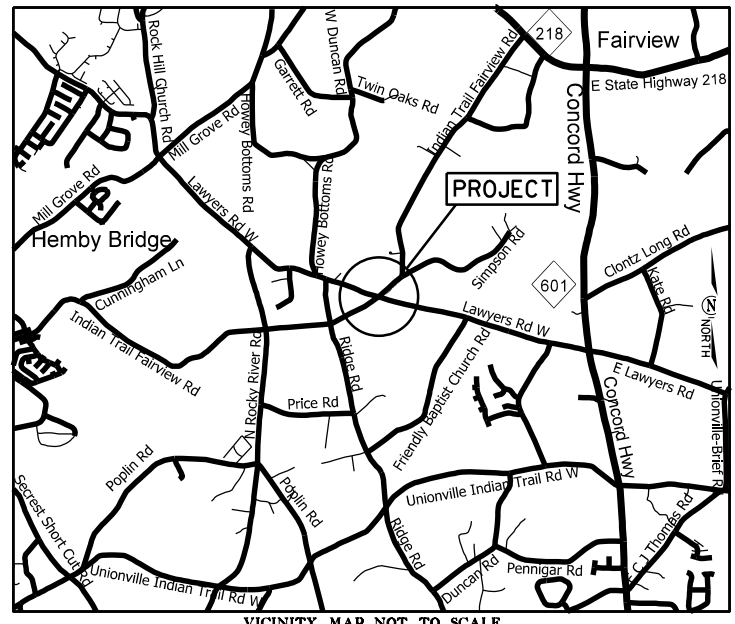 Rock Hill Church Rd
W Duncan Rd
218
Fairview
Garrett Rd
Twin Oaks Rd
Indian Trail Fairview Rd
E State Highway 218
Concord Hwy
Mill Grove Rd
Howey Bottoms Rd
Mill Grove Rd
Lawyers Rd W
Howey Bottoms Rd
PROJECT
Hemby Bridge
Simpson Rd
Clontz Long Rd
Cunningham Ln
601
Kate Rd
N
NORTH
Indian Trail Fairview Rd
Lawyers Rd W
N Rocky River Rd
Ridge Rd
Friendly Baptist Church Rd
E Lawyers Rd
Unionville-Brief R
Price Rd
Concord Hwy
Poplin Rd
Poplin Rd
Unionville Indian Trail Rd W
Secrest Short Cut Rd
Ridge Rd
C J Thomas Rd
Unionville Indian Trail Rd W
Duncan Rd
Pennigar Rd
VICINITY MAP NOT TO SCALE